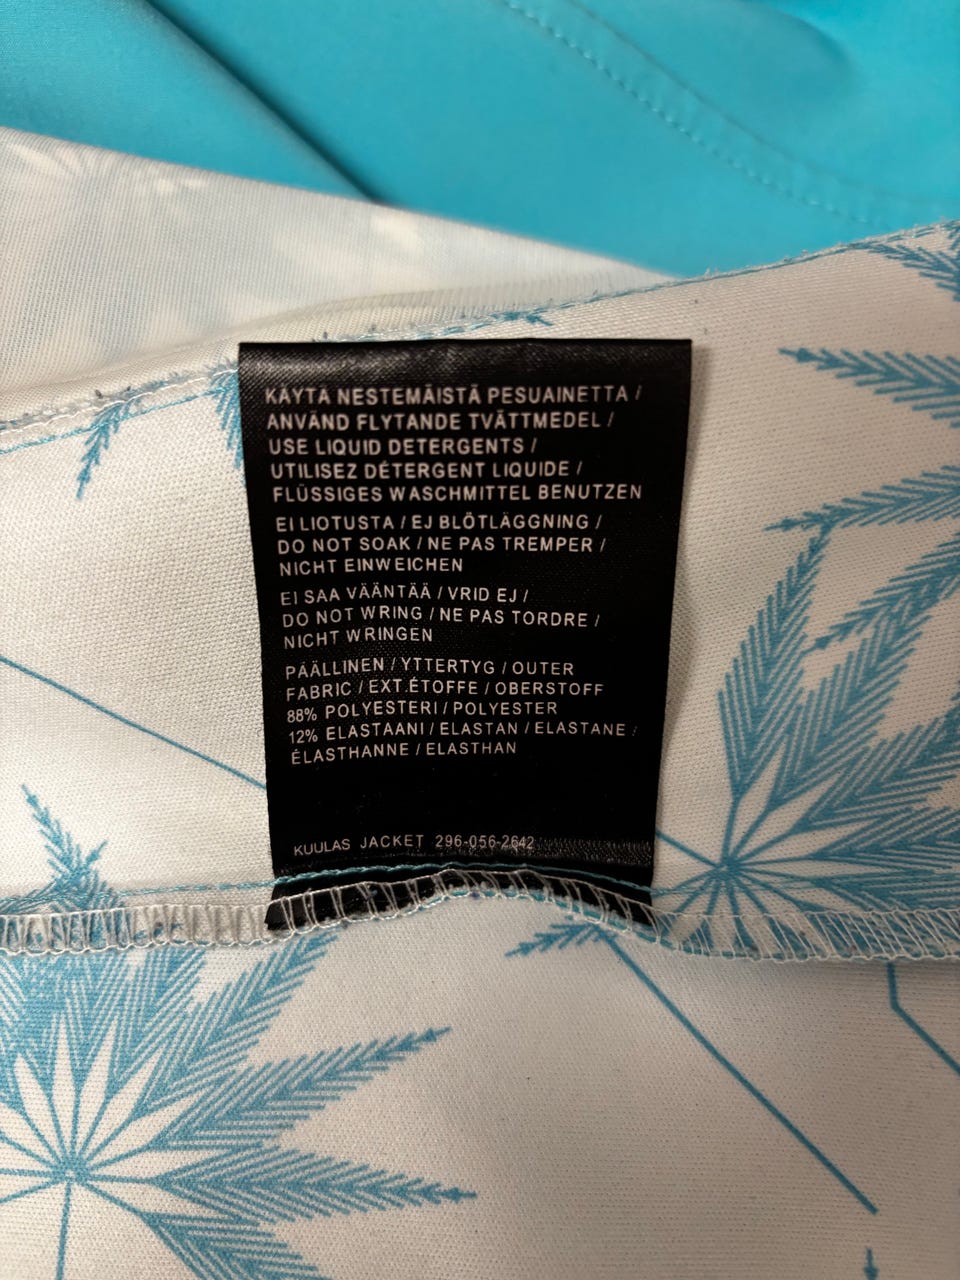 KÄYTÄ NESTEMÄISTÄ PESUAINETTA /
ANVÄND FLYTANDE TVÄTTMEDEL /
USE LIQUID DETERGENTS /
UTILISEZ DÉTERGENT LIQUIDE /
FLÜSSIGES WASCHMITTEL BENUTZEN
EI LIOTUSTA / EJ BLÖTLÄGGNING /
DO NOT SOAK / NE PAS TREMPER /
NICHT EINWEICHEN
EI SAA VÄÄNTÄÄ / VRID EJ /
DO NOT WRING / NE PAS TORDRE /
NICHT WRINGEN
PÄÄLLINEN / YTTERTYG / OUTER
FABRIC / EXT.ÉTOFFE / OBERSTOFF
88% POLYESTERI / POLYESTER
12% ELASTAANI / ELASTAN / ELASTANE /
ÉLASTHANNE / ELASTHAN
KUULAS JACKET 296-056-2642